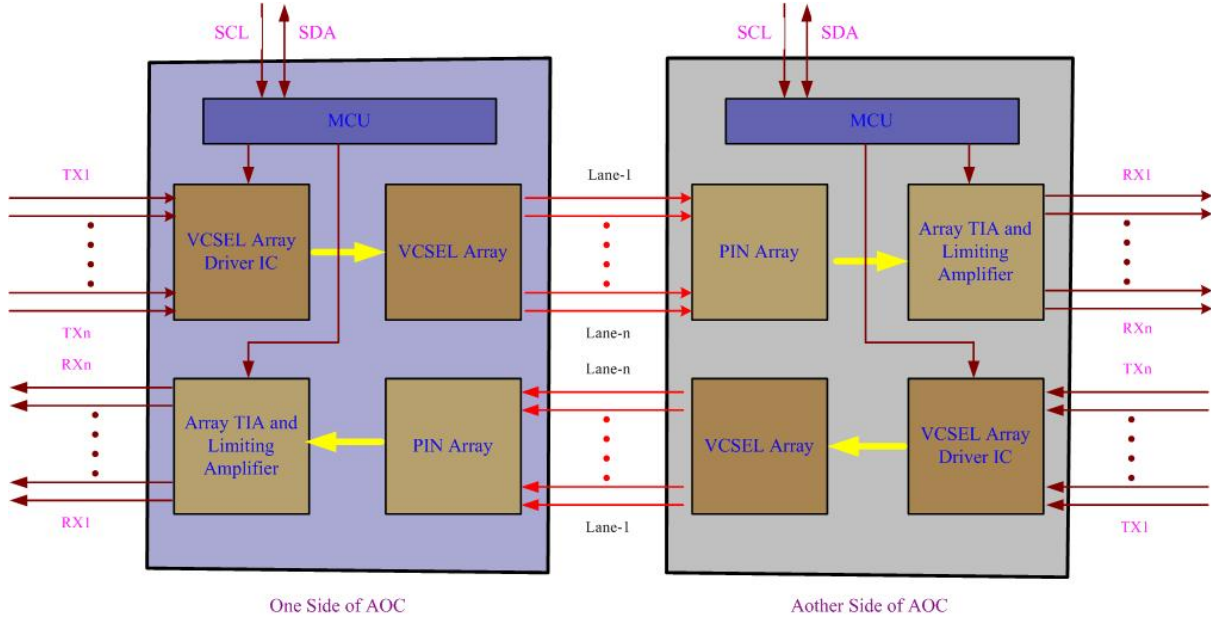 SCL
SDA
SCL
SDA
MCU
MCU
TX1
Lane-1
RX1
VCSEL Array
Driver IC
VCSEL Array
PIN Array
Array TIA and
Limiting
Amplifier
TXn
Lane-n
RXn
RXn
Lane-n
TXn
Array TIA and
Limiting
Amplifier
PIN Array
VCSEL Array
VCSEL Array
Driver IC
RX1
Lane-1
TX1
One Side of AOC
Aother Side of AOC